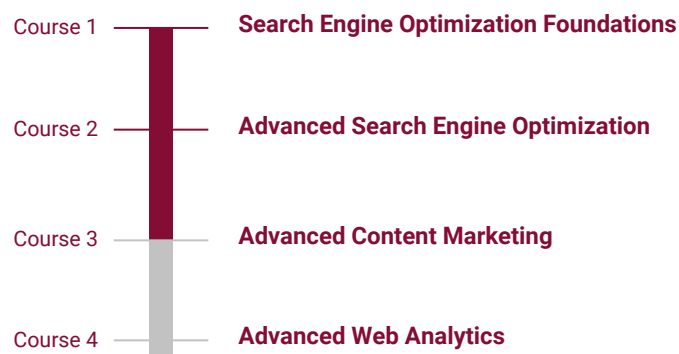 Course 1 Search Engine Optimization Foundations
Course 2 Advanced Search Engine Optimization
Course 3 Advanced Content Marketing
Course 4 Advanced Web Analytics